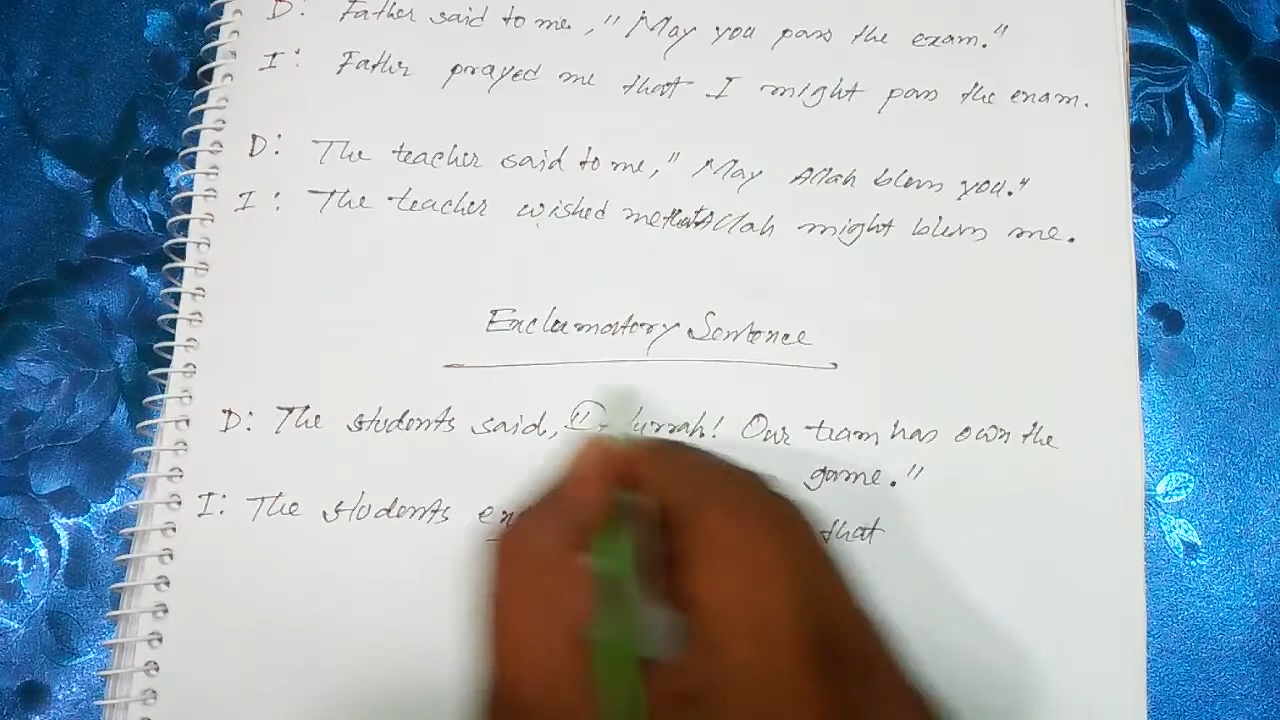 D: Father said to me, "May you pass the exam."
I: Father prayed me that I might pass the exam.
D: The teacher said to me, "May Allah bless you."
I: The teacher wished me that Allah might bless me.
Exclamatory Sentence
D: The students said, "Hurrah! Our team has own the
game."
I: The students that